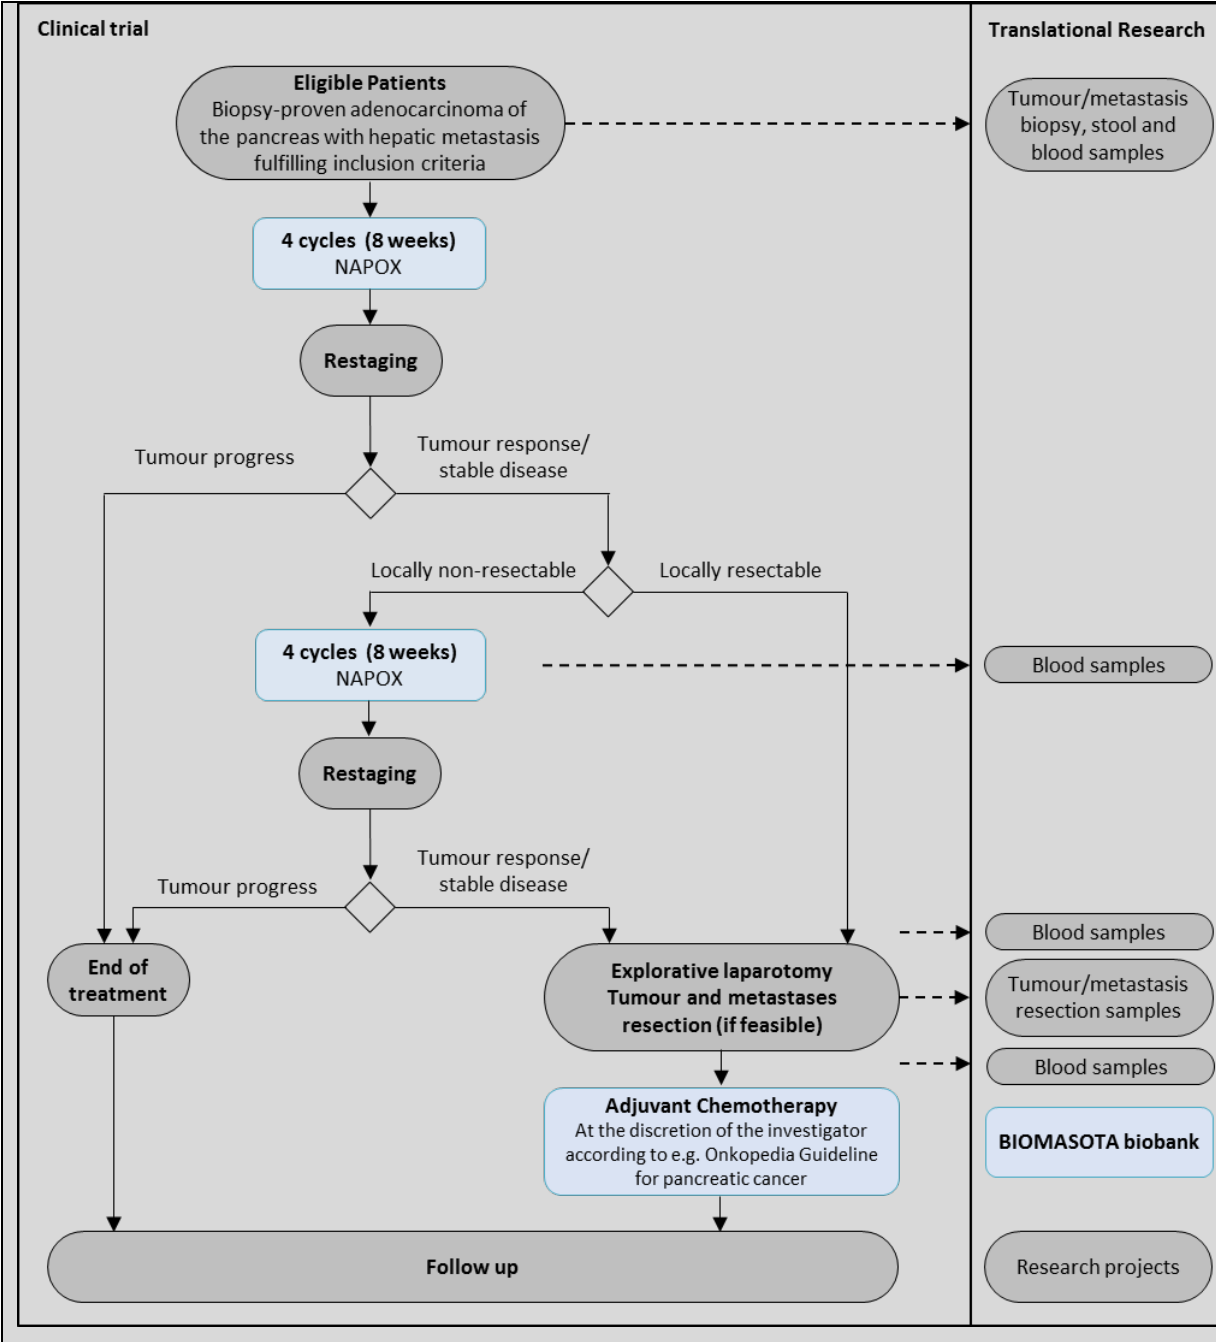 Clinical trial
Translational Research
Eligible Patients
Biopsy-proven adenocarcinoma of
the pancreas with hepatic metastasis
fulfilling inclusion criteria
Tumour/metastasis
biopsy, stool and
blood samples
4 cycles (8 weeks)
NAPOX
Restaging
Tumour progress
Tumour response/
stable disease
Locally non-resectable
Locally resectable
4 cycles (8 weeks)
NAPOX
Blood samples
Restaging
Tumour progress
Tumour response/
stable disease
End of
treatment
Explorative laparotomy
Tumour and metastases
resection (if feasible)
Blood samples
Tumour/metastasis
resection samples
Blood samples
Adjuvant Chemotherapy
At the discretion of the investigator
according to e.g. Onkopedia Guideline
for pancreatic cancer
BIOMASOTA biobank
Follow up
Research projects